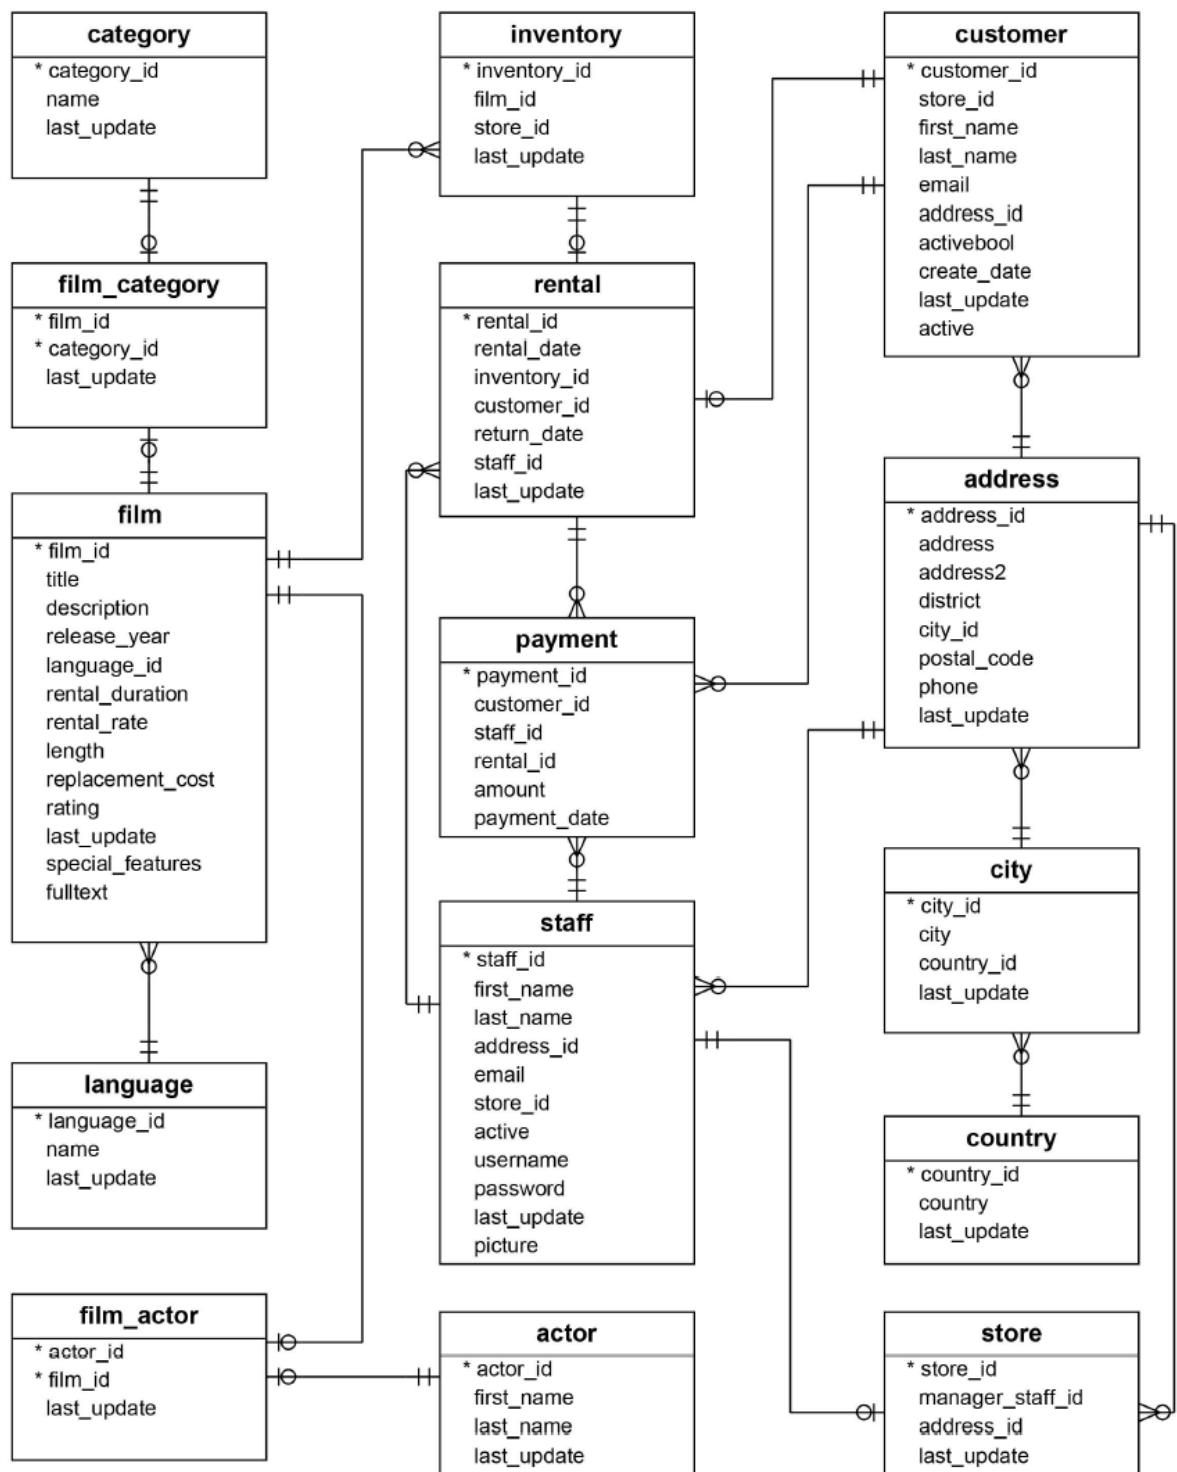 category
* category_id
name
last_update
film_category
* film_id
* category_id
last_update
film
* film_id
title
description
release_year
language_id
rental_duration
rental_rate
length
replacement_cost
rating
last_update
special_features
fulltext
language
* language_id
name
last_update
film_actor
* actor_id
* film_id
last_update
inventory
* inventory_id
film_id
store_id
last_update
rental
* rental_id
rental_date
inventory_id
customer_id
return_date
staff_id
last_update
payment
* payment_id
customer_id
staff_id
rental_id
amount
payment_date
staff
* staff_id
first_name
last_name
address_id
email
store_id
active
username
password
last_update
picture
actor
* actor_id
first_name
last_name
last_update
customer
* customer_id
store_id
first_name
last_name
email
address_id
activebool
create_date
last_update
active
address
* address_id
address
address2
district
city_id
postal_code
phone
last_update
city
* city_id
city
country_id
last_update
country
* country_id
country
last_update
store
* store_id
manager_staff_id
address_id
last_update